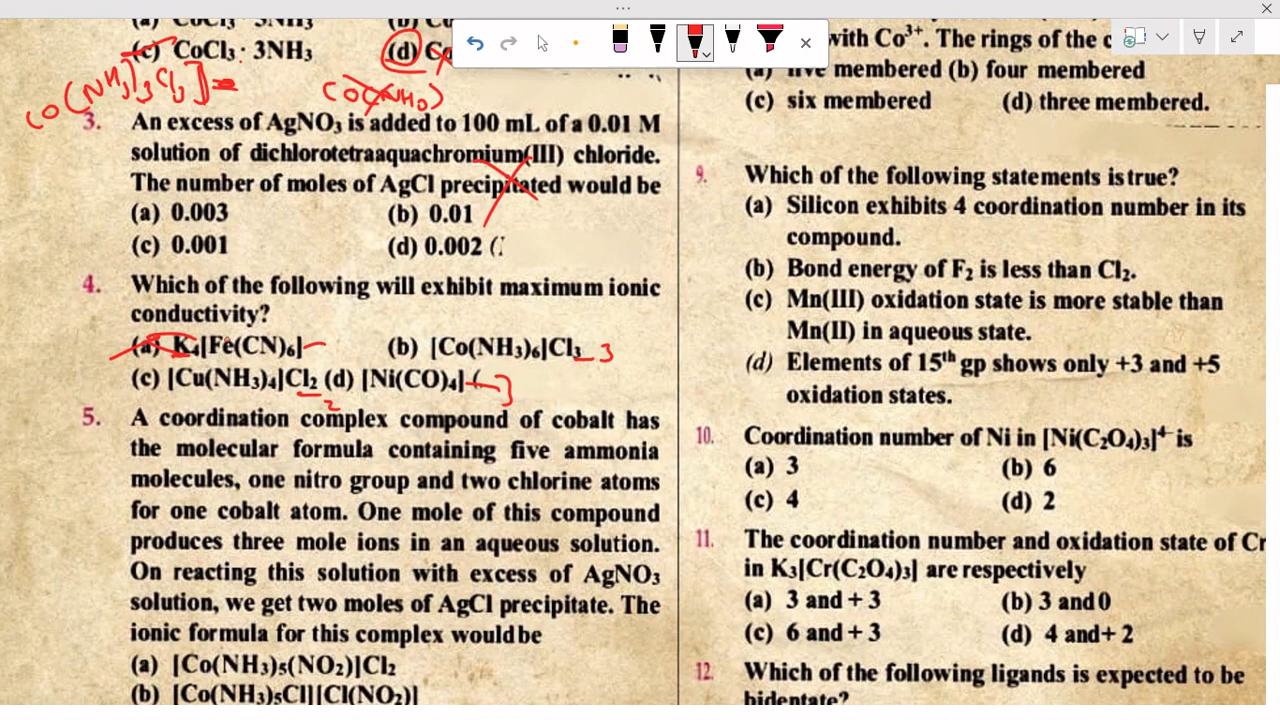 (c) CoCl₃· 3NH₃ (d)
Co(NH₃)₃Cl₃]=
3. An excess of AgNO₃ is added to 100 mL of a 0.01 M
solution of dichlorotetraaquachromium(III) chloride.
The number of moles of AgCl precipitated would be
(a) 0.003 (b) 0.01
(c) 0.001 (d) 0.002 (
4. Which of the following will exhibit maximum ionic
conductivity?
(a) K₄[Fe(CN)₆] (b) [Co(NH₃)₆]Cl₃ 3
(c) [Cu(NH₃)₄]Cl₂ (d) [Ni(CO)₄] (
2
5. A coordination complex compound of cobalt has
the molecular formula containing five ammonia
molecules, one nitro group and two chlorine atoms
for one cobalt atom. One mole of this compound
produces three mole ions in an aqueous solution.
On reacting this solution with excess of AgNO₃
solution, we get two moles of AgCl precipitate. The
ionic formula for this complex would be
(a) [Co(NH₃)₅(NO₂)]Cl₂
(b) [Co(NH₃)₅Cl][Cl(NO₂)]
with Co³⁺. The rings of the c
(a) five membered (b) four membered
(c) six membered (d) three membered.
9. Which of the following statements is true?
(a) Silicon exhibits 4 coordination number in its
compound.
(b) Bond energy of F₂ is less than Cl₂.
(c) Mn(III) oxidation state is more stable than
Mn(II) in aqueous state.
(d) Elements of 15th gp shows only +3 and +5
oxidation states.
10. Coordination number of Ni in [Ni(C₂O₄)₃]⁴⁻ is
(a) 3 (b) 6
(c) 4 (d) 2
11. The coordination number and oxidation state of Cr
in K₃[Cr(C₂O₄)₃] are respectively
(a) 3 and + 3 (b) 3 and 0
(c) 6 and + 3 (d) 4 and + 2
12. Which of the following ligands is expected to be
bidentate?